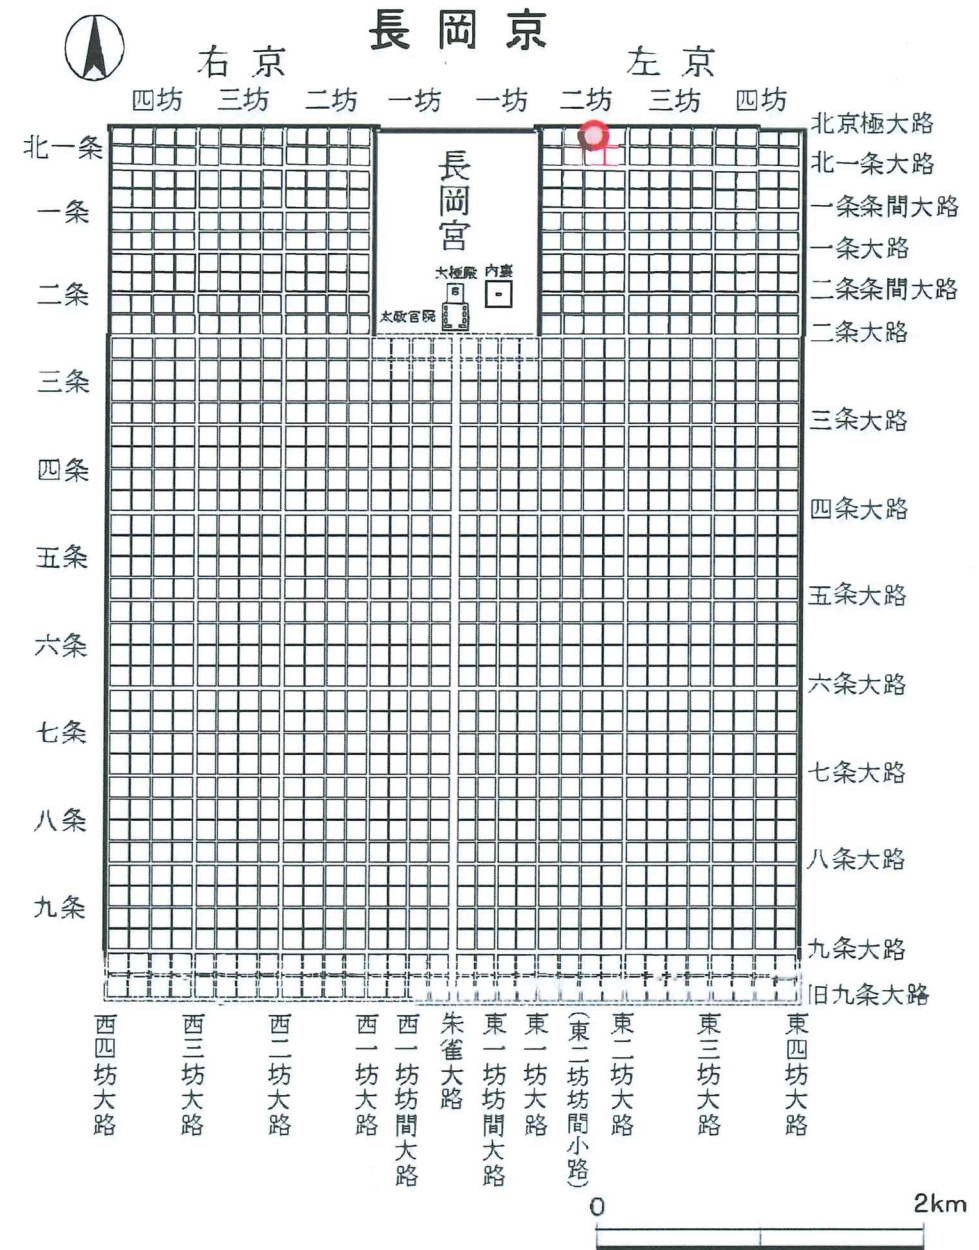 長岡京
右京
左京
四坊 三坊 二坊 一坊 一坊 二坊 三坊 四坊
北一条
一条
二条
三条
四条
五条
六条
七条
八条
九条
長岡宮
大極殿 内裏
太政官院
北京極大路
北一条大路
一条条間大路
一条大路
二条条間大路
二条大路
三条大路
四条大路
五条大路
六条大路
七条大路
八条大路
九条大路
旧九条大路
西四坊大路
西三坊大路
西二坊大路
西一坊大路
西一坊坊間大路
朱雀大路
東一坊坊間大路
東一坊大路
(東二坊坊間小路)
東二坊大路
東三坊大路
東四坊大路
0 2km